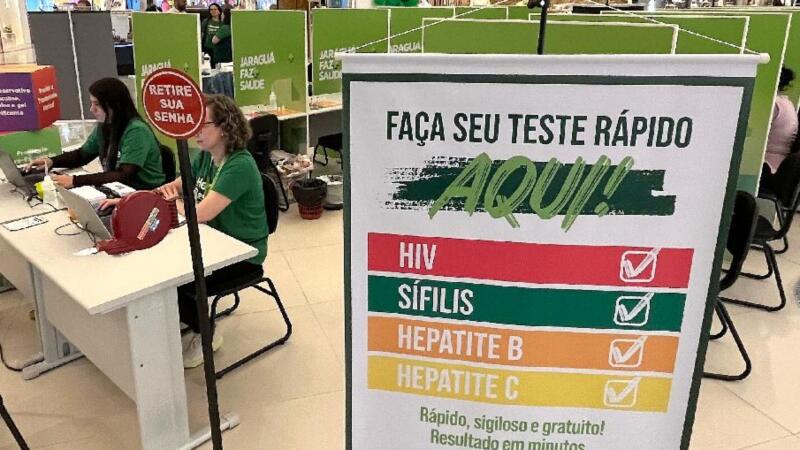 JARAGUÁ
FAZ
SAÚDE
JARAGUÁ
FAZ
SAÚDE
JARAGUÁ
RETIRE
SUA
SENHA
FAÇA SEU TESTE RÁPIDO
AQUI!
HIV
SÍFILIS
HEPATITE B
HEPATITE C
Rápido, sigiloso e gratuito!
Resultado em minutos